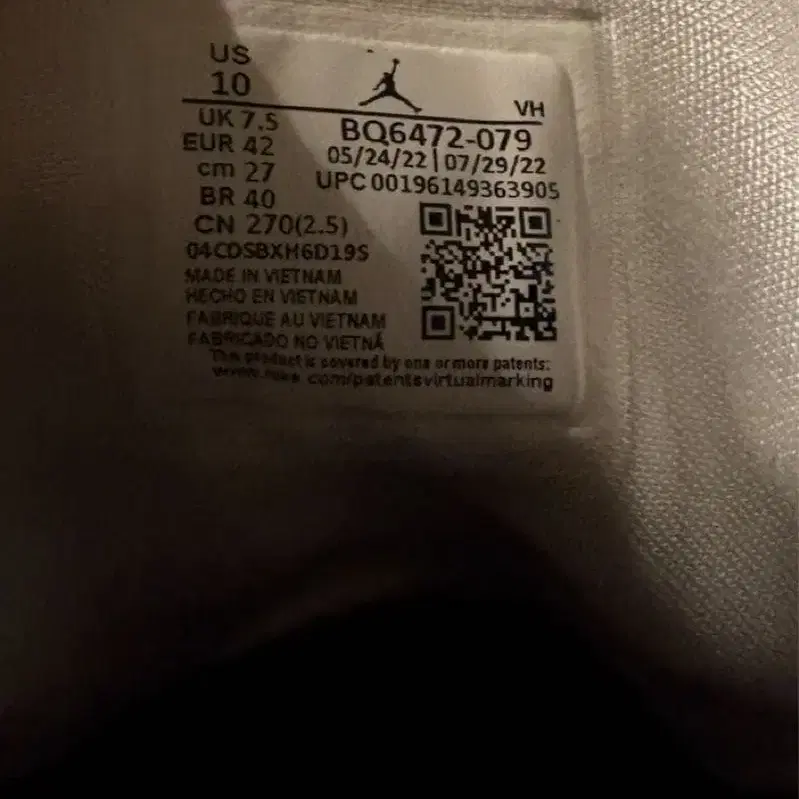 US
10
VH
UK 7.5
BQ6472-079
EUR 42
05/24/22 | 07/29/22
cm 27
UPC 00196149363905
BR 40
CN 270(2.5)
04CDSBXH6D19S
MADE IN VIETNAM
HECHO EN VIETNAM
FABRIQUE AU VIETNAM
FABRICADO NO VIETNÃ
This product is covered by one or more patents:
www.nike.com/patentsvirtualmarking